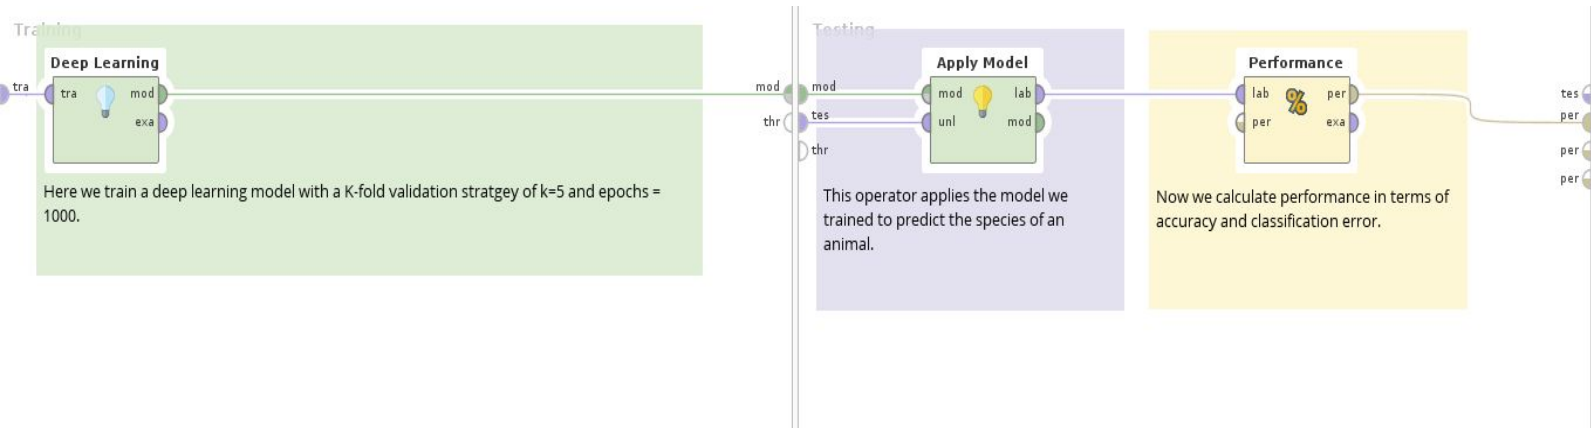 Training
Testing
Deep Learning
tra
tra
mod
exa
mod
thr
Here we train a deep learning model with a K-fold validation stratgey of k=5 and epochs =
1000.
mod
tes
thr
Apply Model
mod
lab
unl
mod
This operator applies the model we
trained to predict the species of an
animal.
Performance
lab
per
per
exa
Now we calculate performance in terms of
accuracy and classification error.
tes
per
per
per